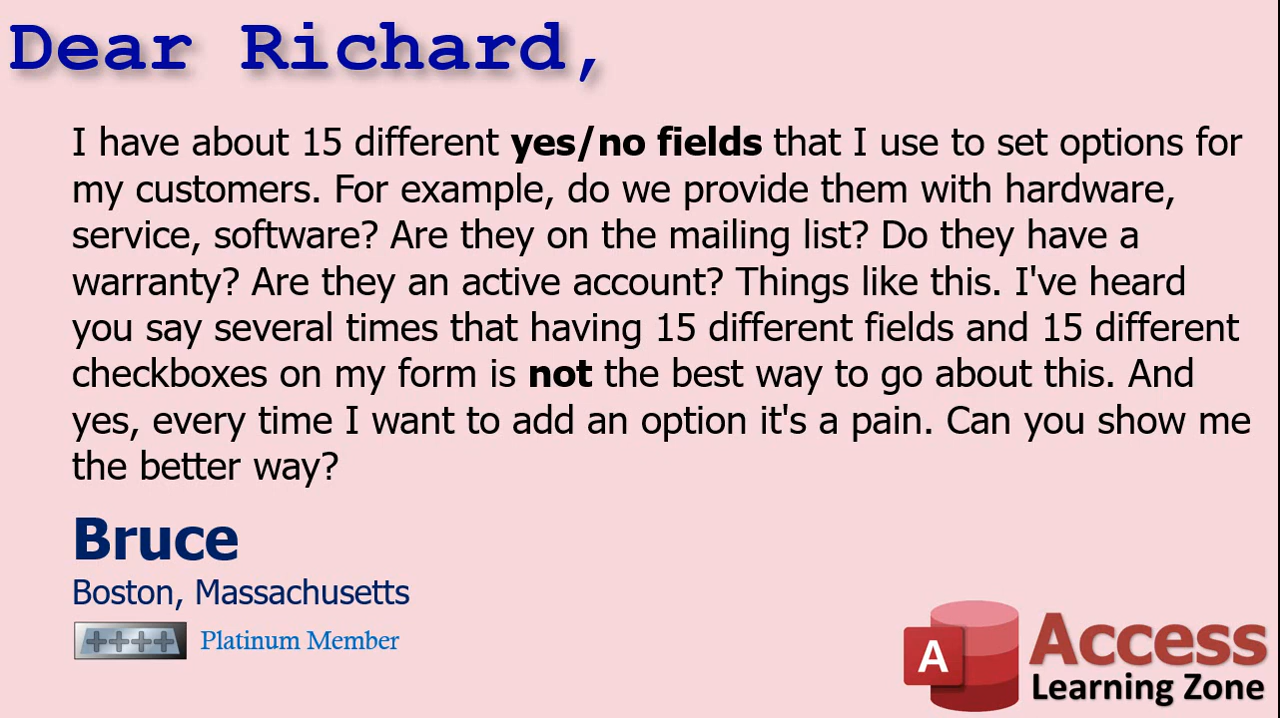 Dear Richard,
I have about 15 different yes/no fields that I use to set options for
my customers. For example, do we provide them with hardware,
service, software? Are they on the mailing list? Do they have a
warranty? Are they an active account? Things like this. I've heard
you say several times that having 15 different fields and 15 different
checkboxes on my form is not the best way to go about this. And
yes, every time I want to add an option it's a pain. Can you show me
the better way?
Bruce
Boston, Massachusetts
++++ Platinum Member
A Access
Learning Zone